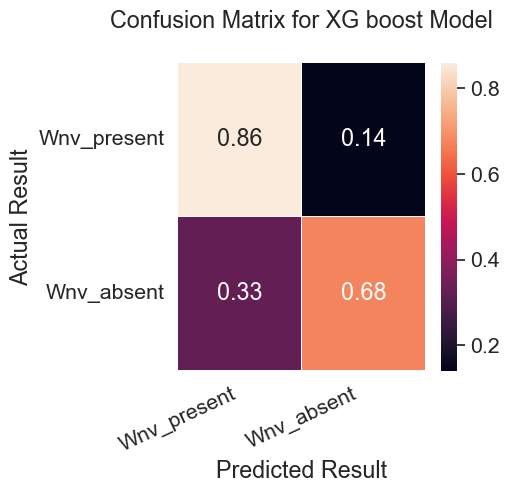 Confusion Matrix for XG boost Model
Actual Result
Wnv_present
0.86
0.14
Wnv_absent
0.33
0.68
Wnv_present
Wnv_absent
Predicted Result
0.8
0.6
0.4
0.2